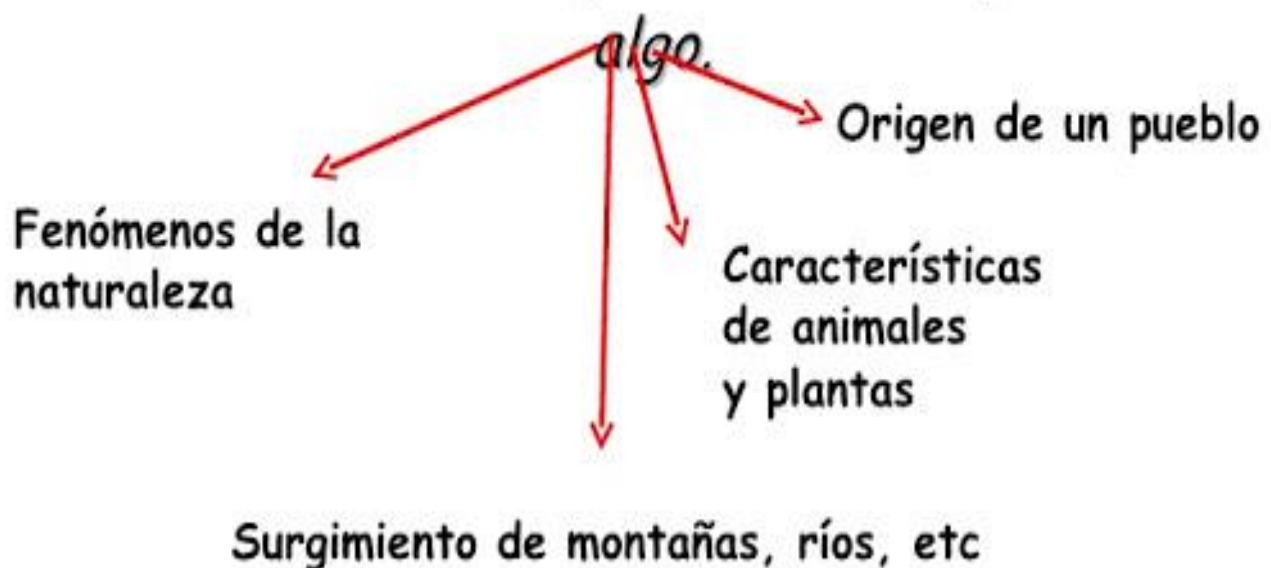 algo.
Origen de un pueblo
Fenómenos de la
naturaleza
Características
de animales
y plantas
Surgimiento de montañas, ríos, etc